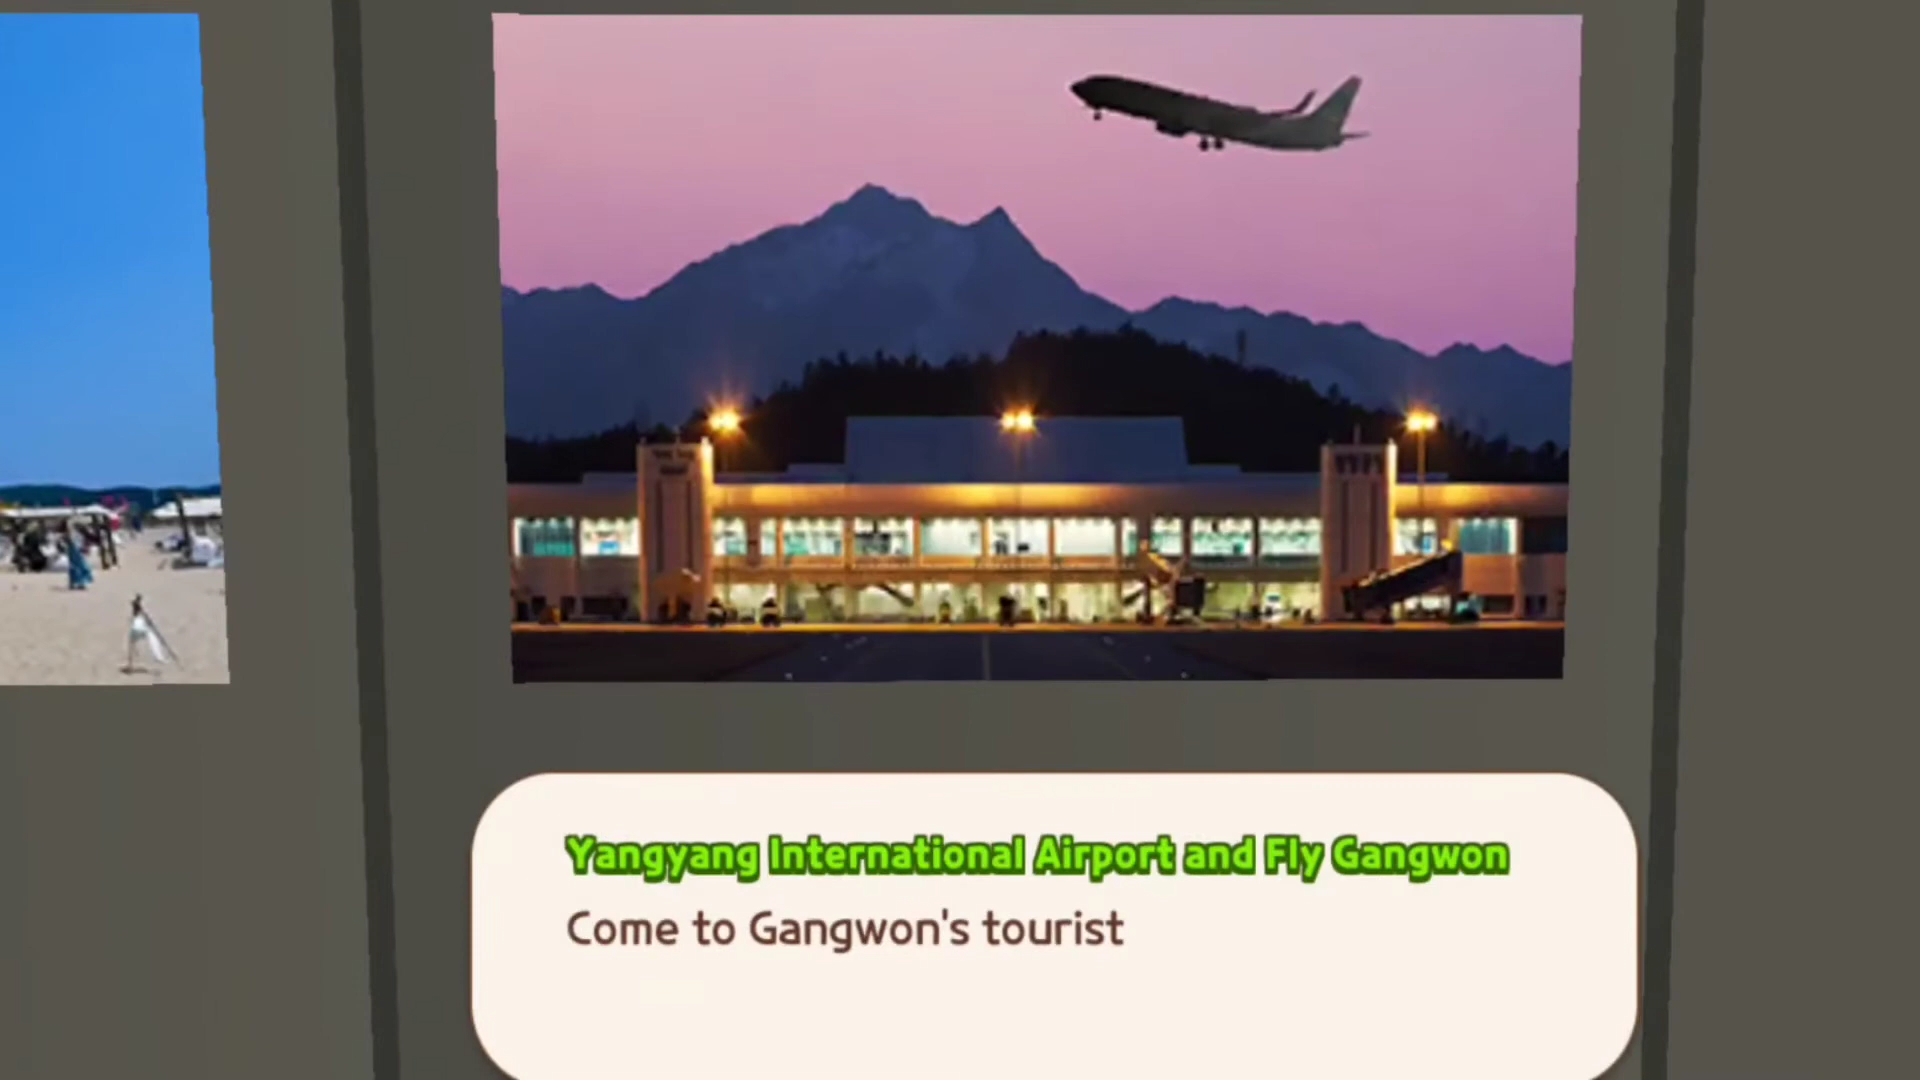 Yangyang International Airport and Fly Gangwon
Come to Gangwon's tourist